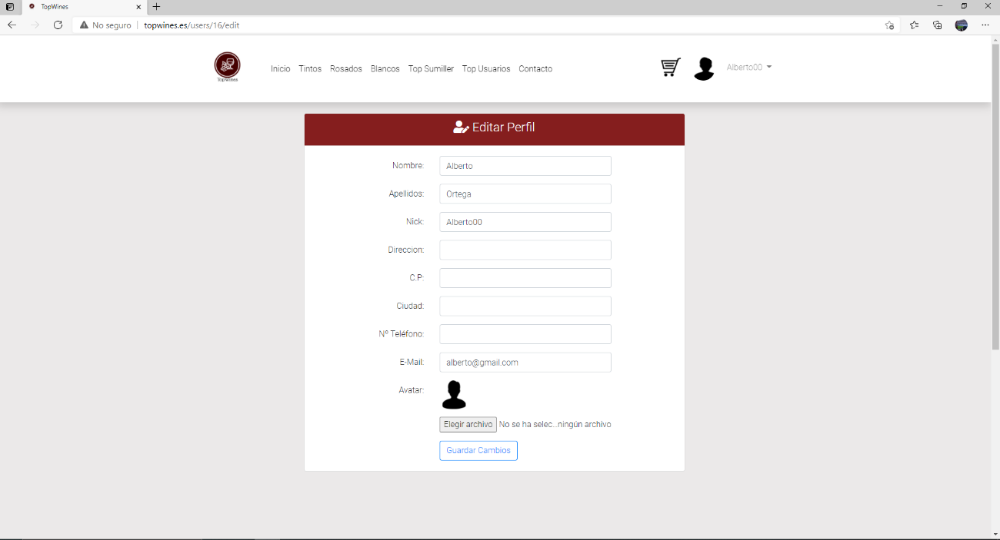 TopWines
No seguro topwines.es/users/16/edit
TopWines
Inicio Tintos Rosados Blancos Top Sumiller Top Usuarios Contacto Alberto00
Editar Perfil
Nombre: Alberto
Apellidos: Ortega
Nick: Alberto00
Direccion:
C.P:
Ciudad:
Nº Teléfono:
E-Mail: alberto@gmail.com
Avatar:
Elegir archivo No se ha selec...ningún archivo
Guardar Cambios